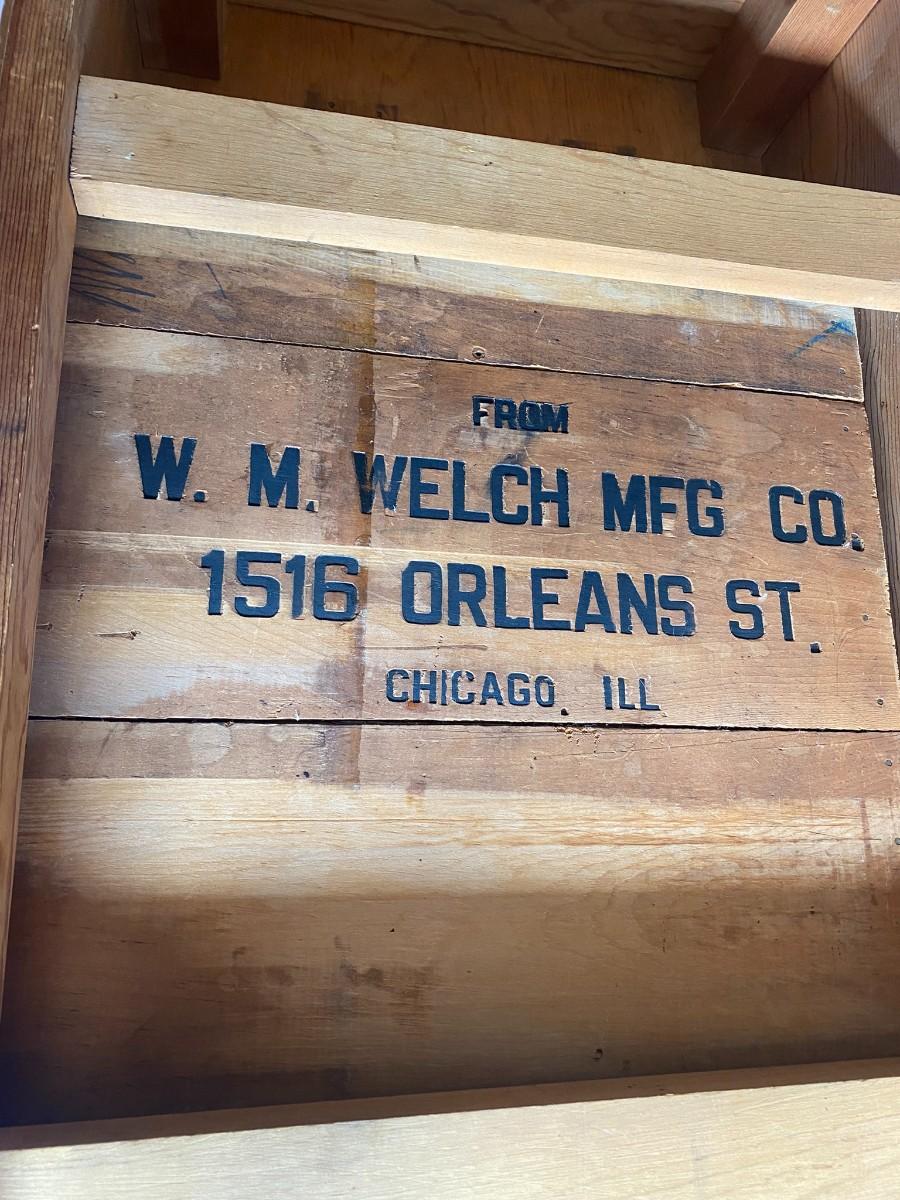 FROM
W. M. WELCH MFG CO.
1516 ORLEANS ST.
CHICAGO. ILL